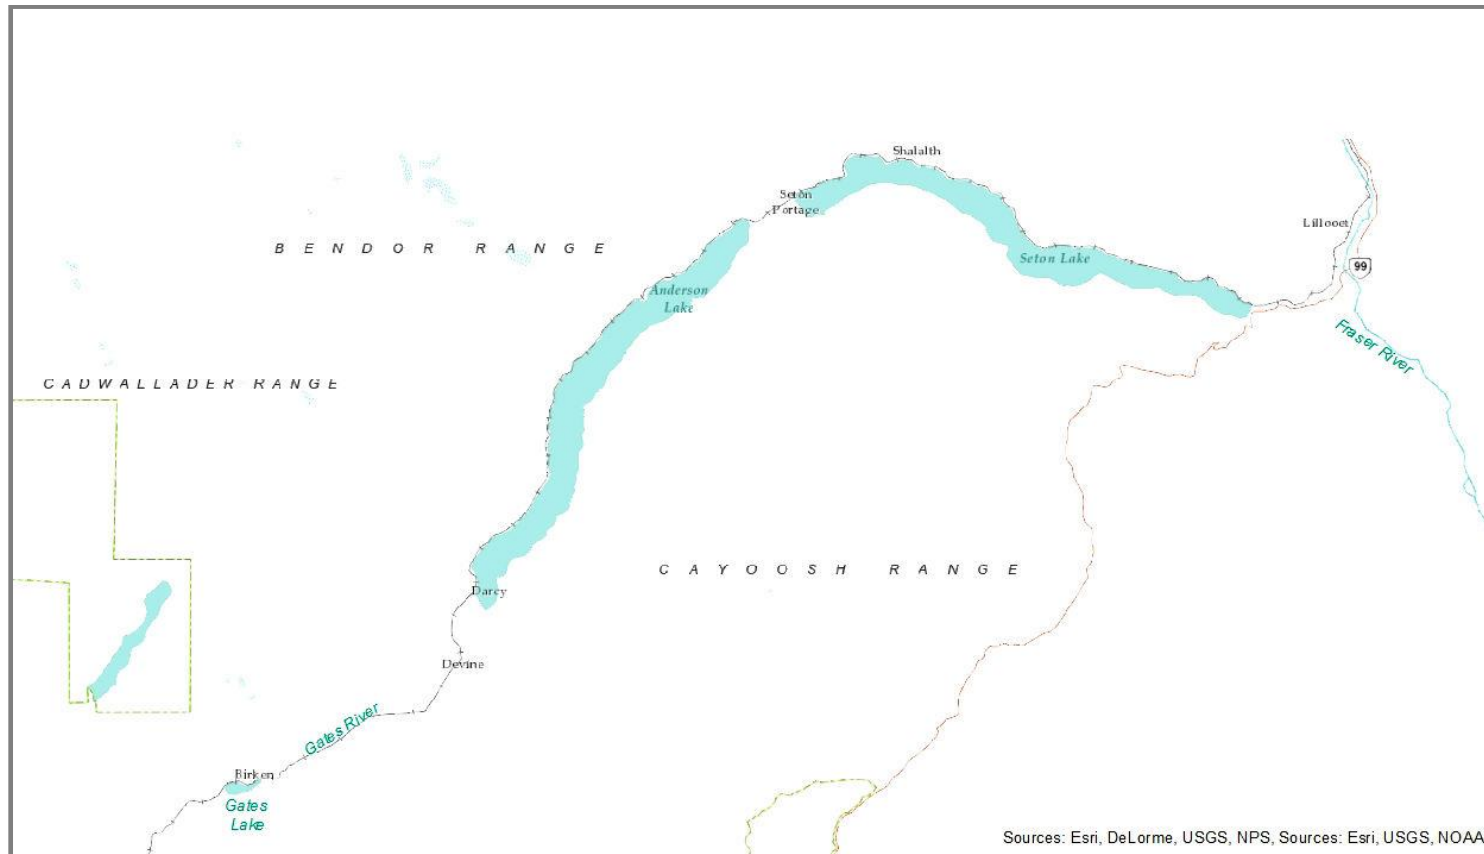 Shalalth
Seton
Portage
Lillooet
BENDOR RANGE
Seton Lake
99
Anderson
Lake
Fraser River
CADWALLADER RANGE
CAYOOSH RANGE
Darcy
Devine
Gates River
Birken
Gates
Lake
Sources: Esri, DeLorme, USGS, NPS, Sources: Esri, USGS, NOAA